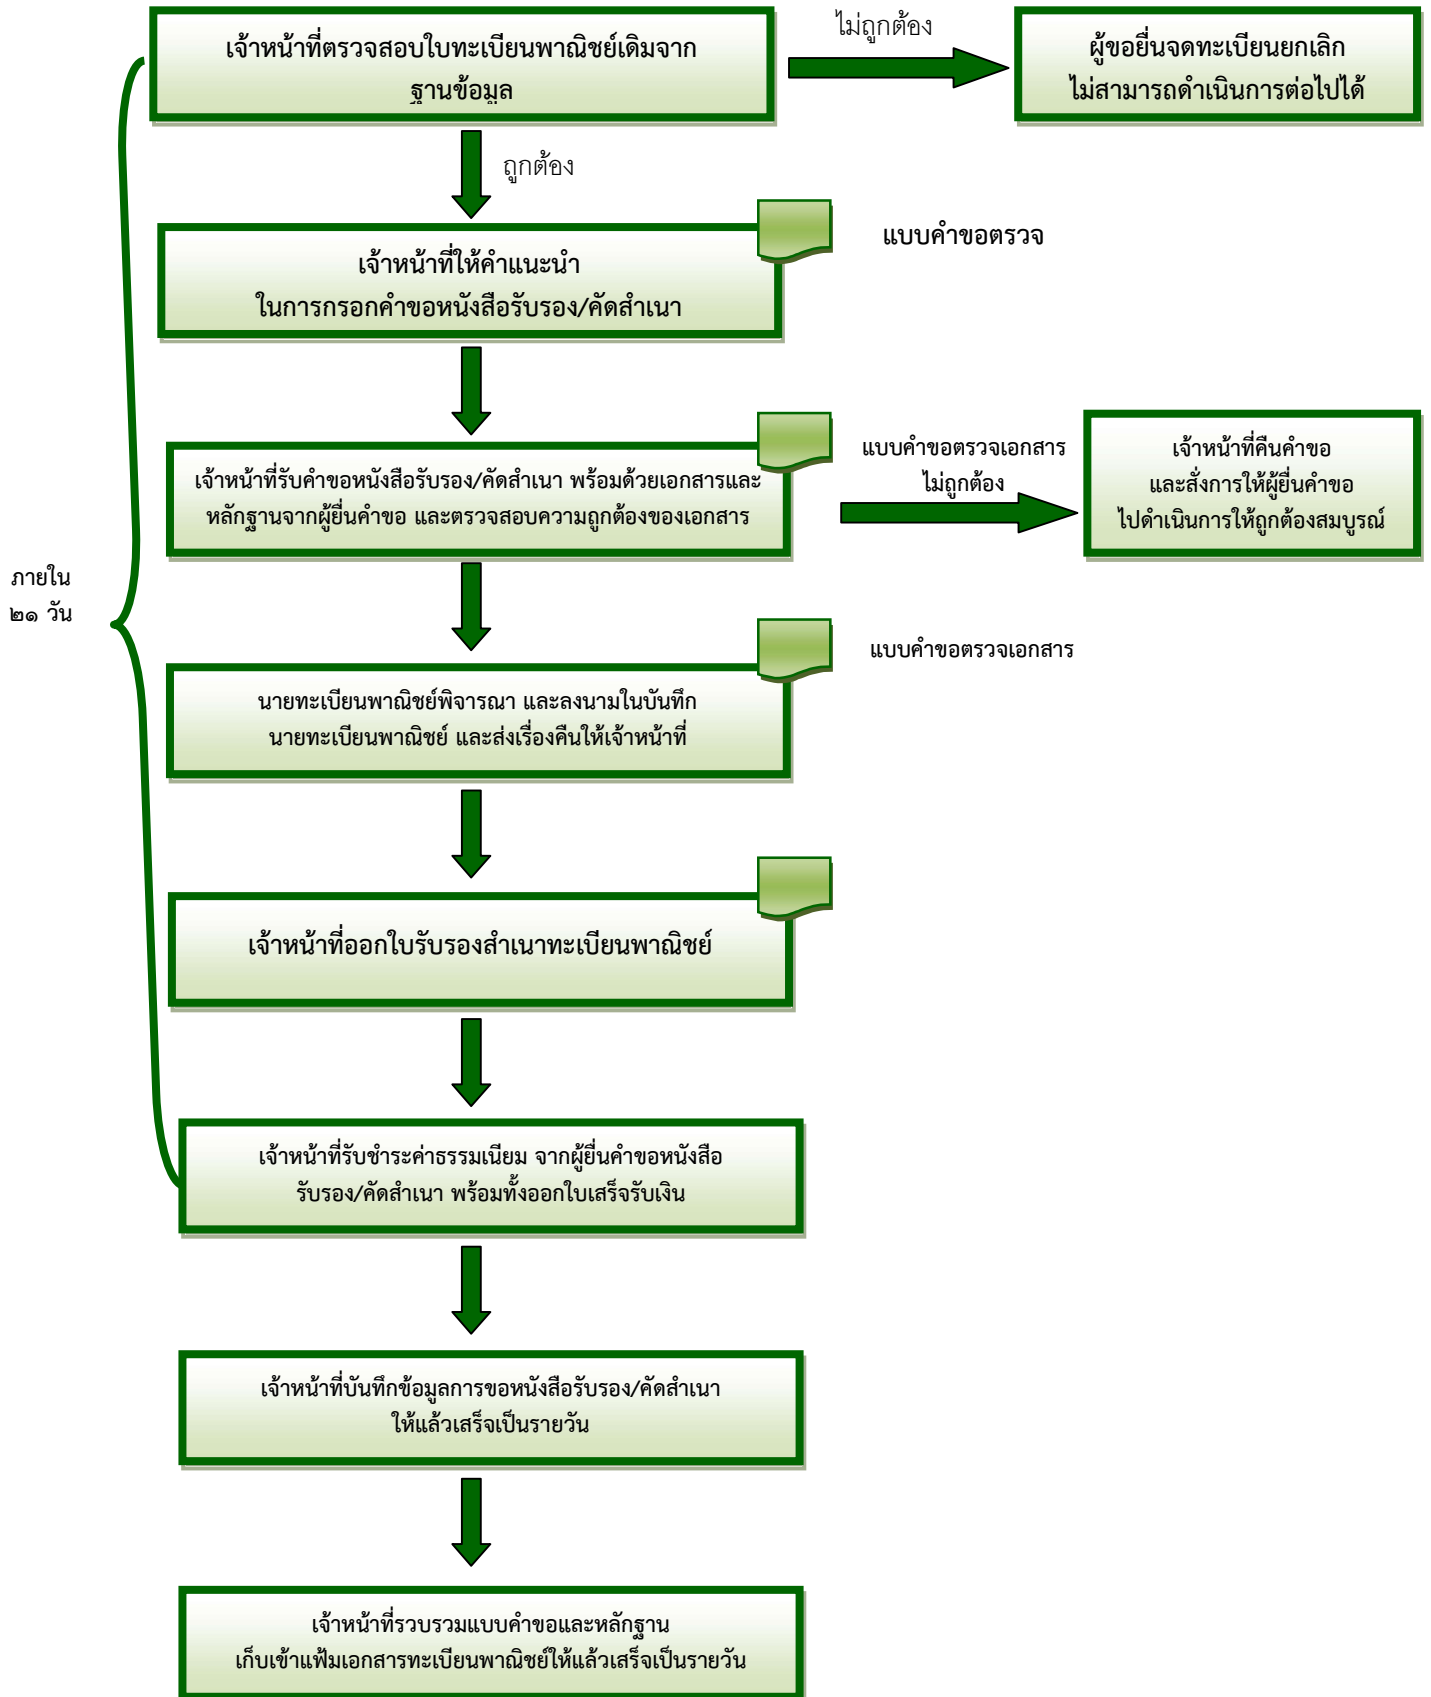 เจ้าหน้าที่ตรวจสอบใบทะเบียนพาณิชย์เดิมจาก
ฐานข้อมูล
ไม่ถูกต้อง
ผู้ขอยื่นจดทะเบียนยกเลิก
ไม่สามารถดำเนินการต่อไปได้
ถูกต้อง
แบบคำขอตรวจ
เจ้าหน้าที่ให้คำแนะนำ
ในการกรอกคำขอหนังสือรับรอง/คัดสำเนา
เจ้าหน้าที่รับคำขอหนังสือรับรอง/คัดสำเนา พร้อมด้วยเอกสารและ
หลักฐานจากผู้ยื่นคำขอ และตรวจสอบความถูกต้องของเอกสาร
แบบคำขอตรวจเอกสาร
ไม่ถูกต้อง
เจ้าหน้าที่คืนคำขอ
และสั่งการให้ผู้ยื่นคำขอ
ไปดำเนินการให้ถูกต้องสมบูรณ์
ภายใน
๒๑ วัน
แบบคำขอตรวจเอกสาร
นายทะเบียนพาณิชย์พิจารณา และลงนามในบันทึก
นายทะเบียนพาณิชย์ และส่งเรื่องคืนให้เจ้าหน้าที่
เจ้าหน้าที่ออกใบรับรองสำเนาทะเบียนพาณิชย์
เจ้าหน้าที่รับชำระค่าธรรมเนียม จากผู้ยื่นคำขอหนังสือ
รับรอง/คัดสำเนา พร้อมทั้งออกใบเสร็จรับเงิน
เจ้าหน้าที่บันทึกข้อมูลการขอหนังสือรับรอง/คัดสำเนา
ให้แล้วเสร็จเป็นรายวัน
เจ้าหน้าที่รวบรวมแบบคำขอและหลักฐาน
เก็บเข้าแฟ้มเอกสารทะเบียนพาณิชย์ให้แล้วเสร็จเป็นรายวัน